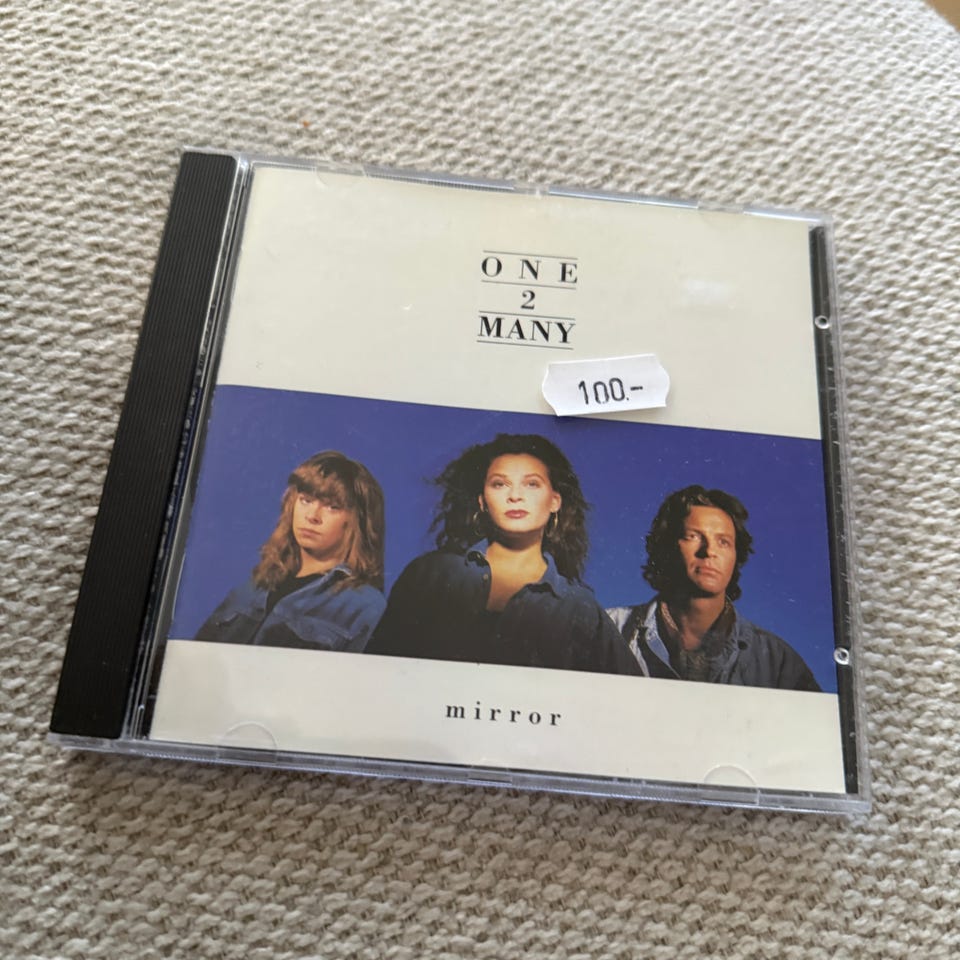 ONE
2
MANY
100.-
mirror